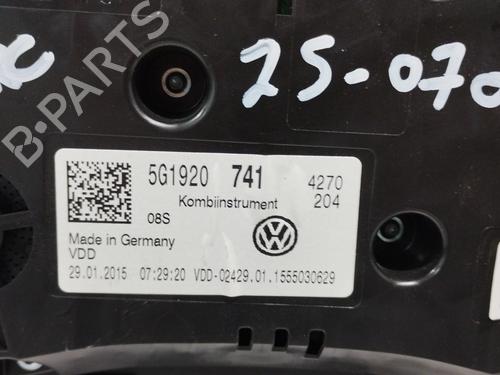 B-PARTS
25-070
5G1920 741 4270
08S Kombiinstrument 204
Made in Germany
VDD
29.01.2015 07:29:20 VDD-02429.01.1555030629